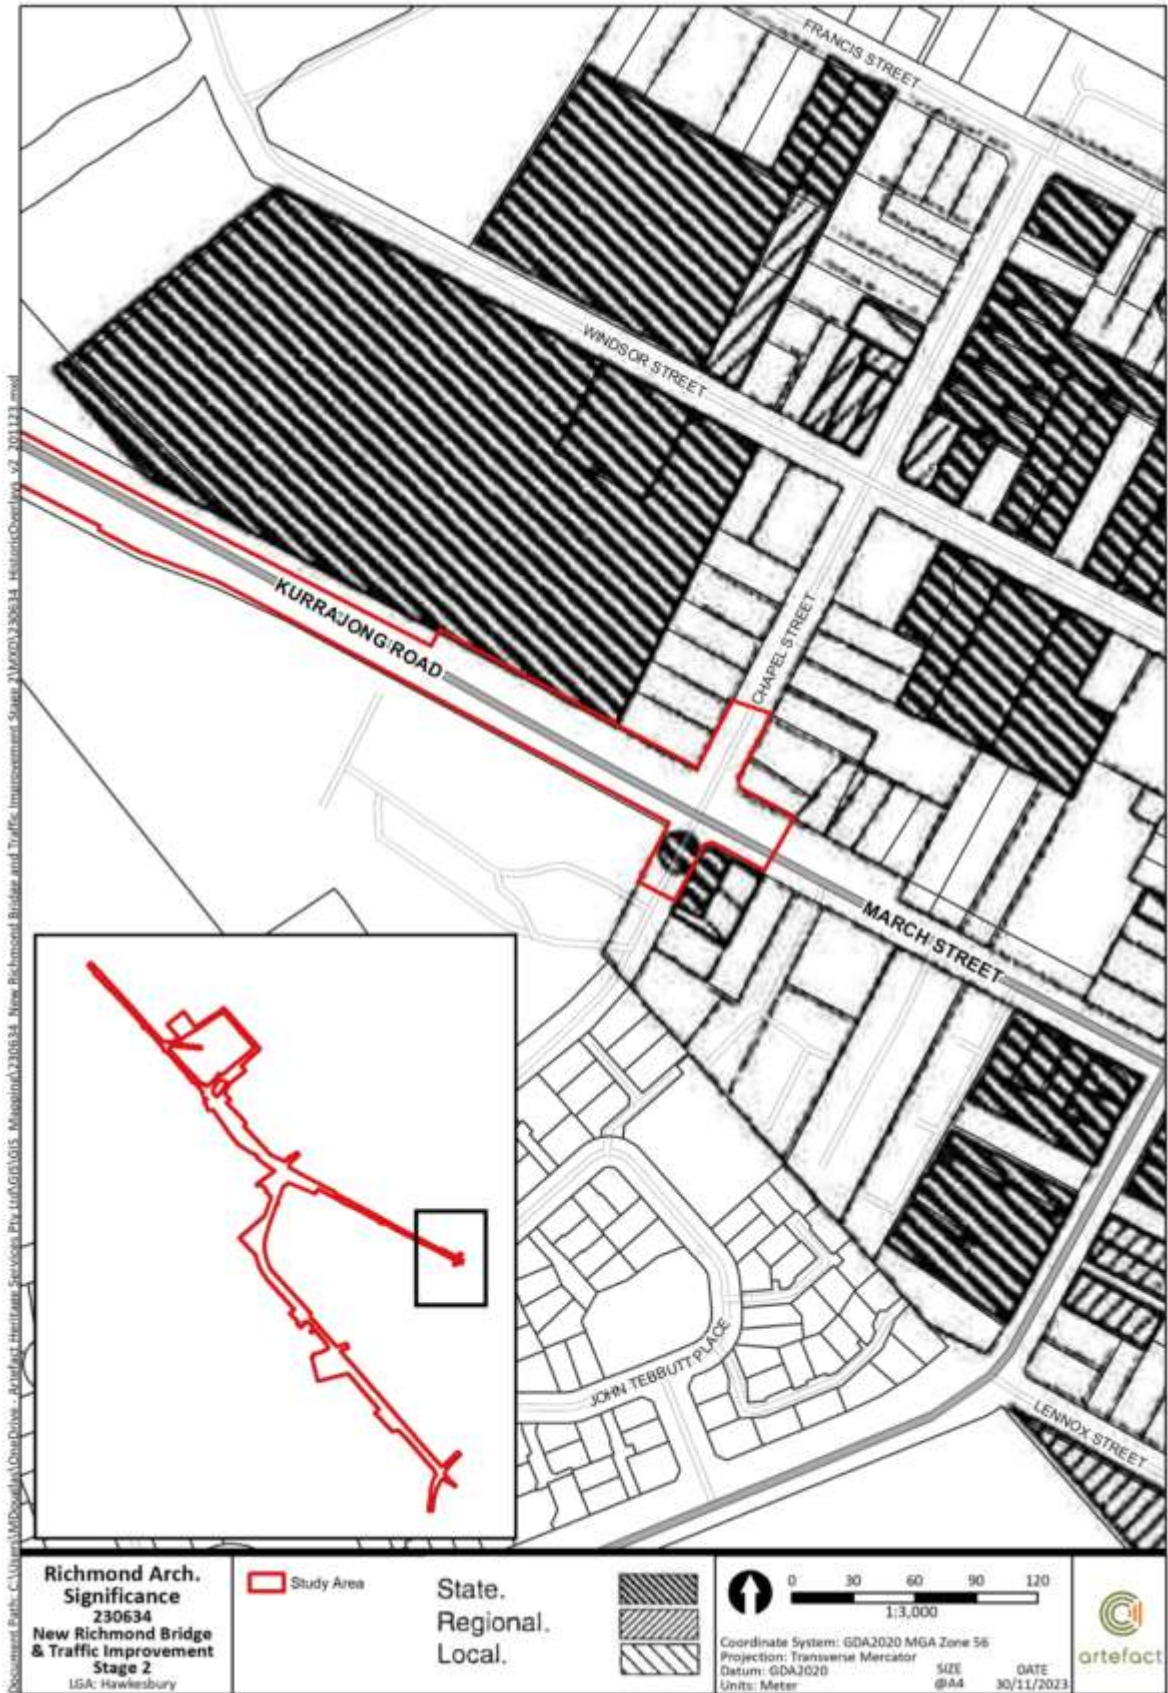 FRANCIS STREET
WINDSOR STREET
CHAPEL STREET
KURRAJONG ROAD
MARCH STREET
JOHN TEBBUTT PLACE
LENNOX STREET
Richmond Arch.
Significance
230634
New Richmond Bridge
& Traffic Improvement
Stage 2
LGA: Hawkesbury
Study Area
State.
Regional.
Local.
0 30 60 90 120
1:3,000
Coordinate System: GDA2020 MGA Zone 56
Projection: Transverse Mercator
Datum: GDA2020
Units: Meter
SIZE
@A4
DATE
30/11/2023
artefact